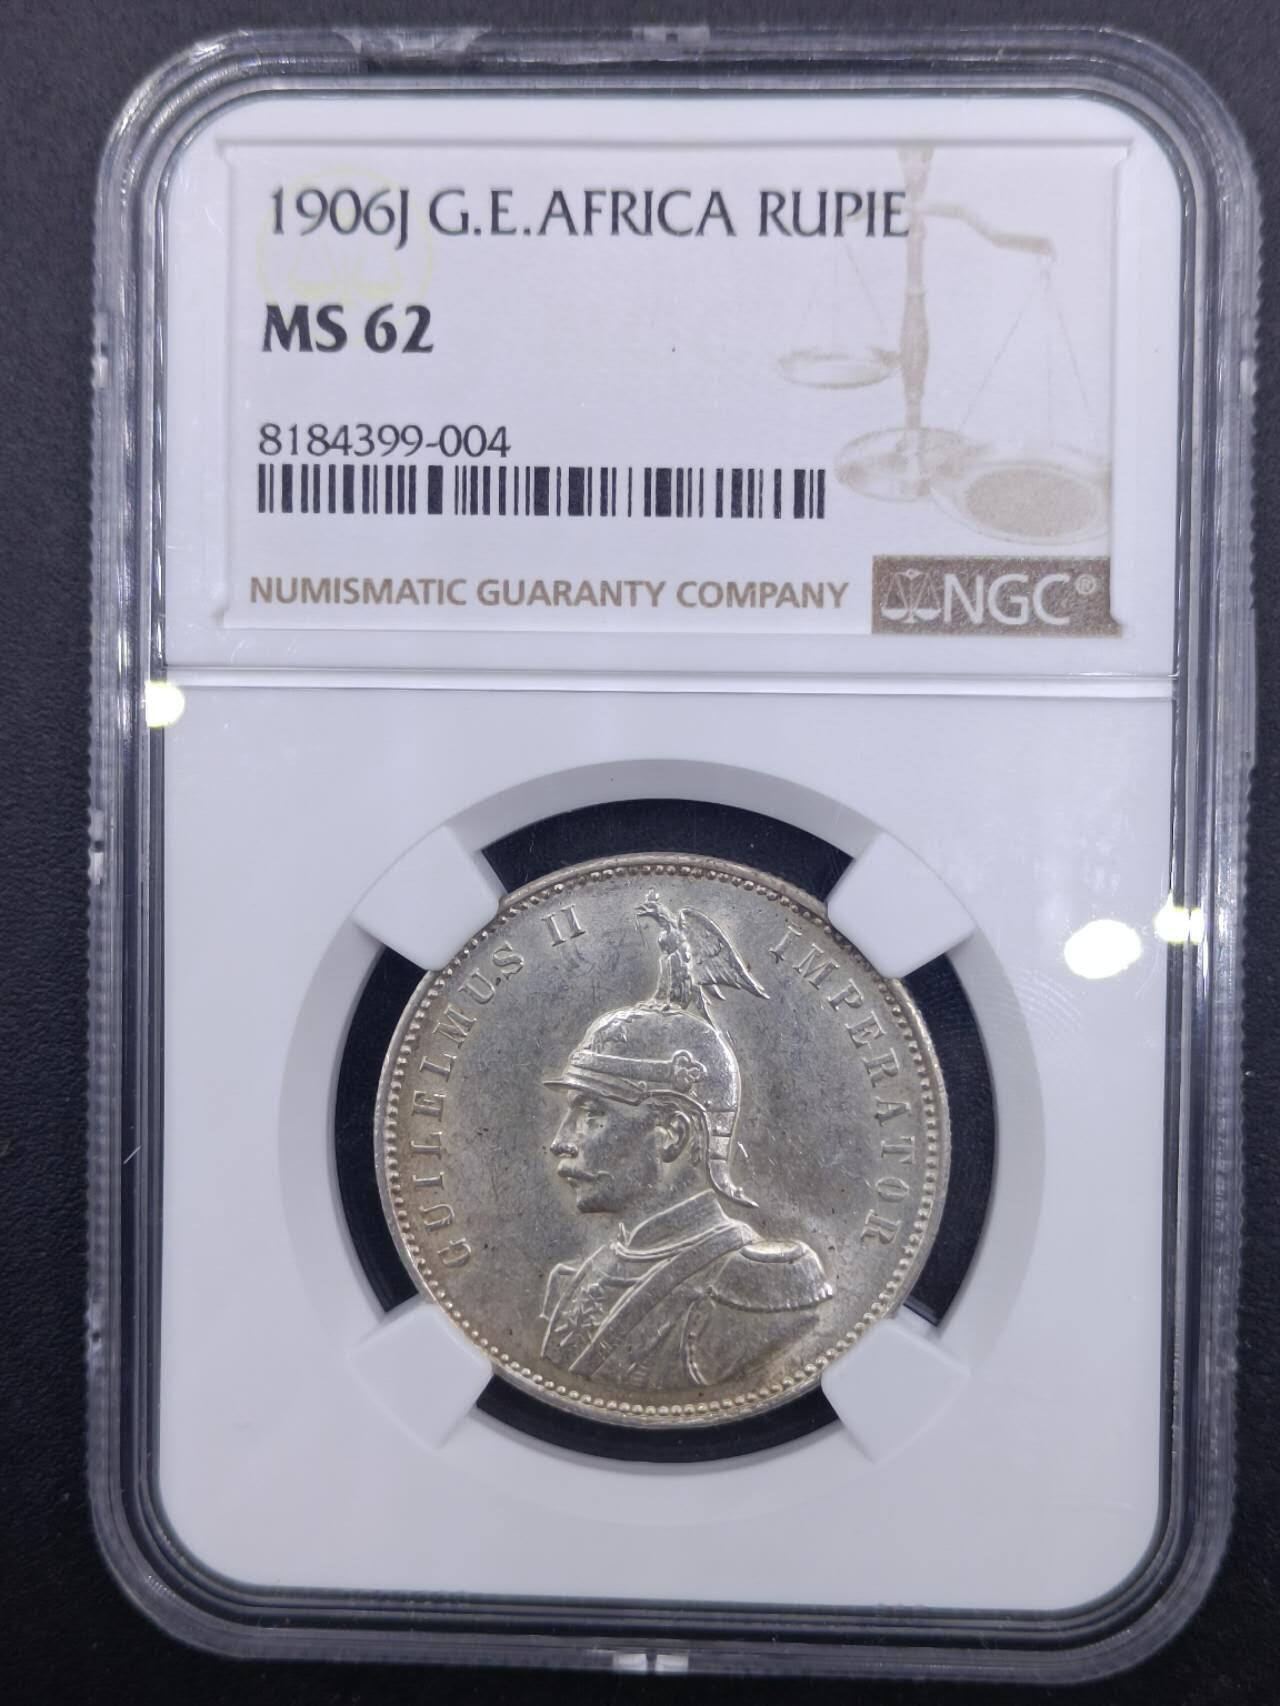 1906J G.E.AFRICA RUPIE
MS 62
8184399-004
NUMISMATIC GUARANTY COMPANY
NGC®
GUILELMUS II IMPERATOR